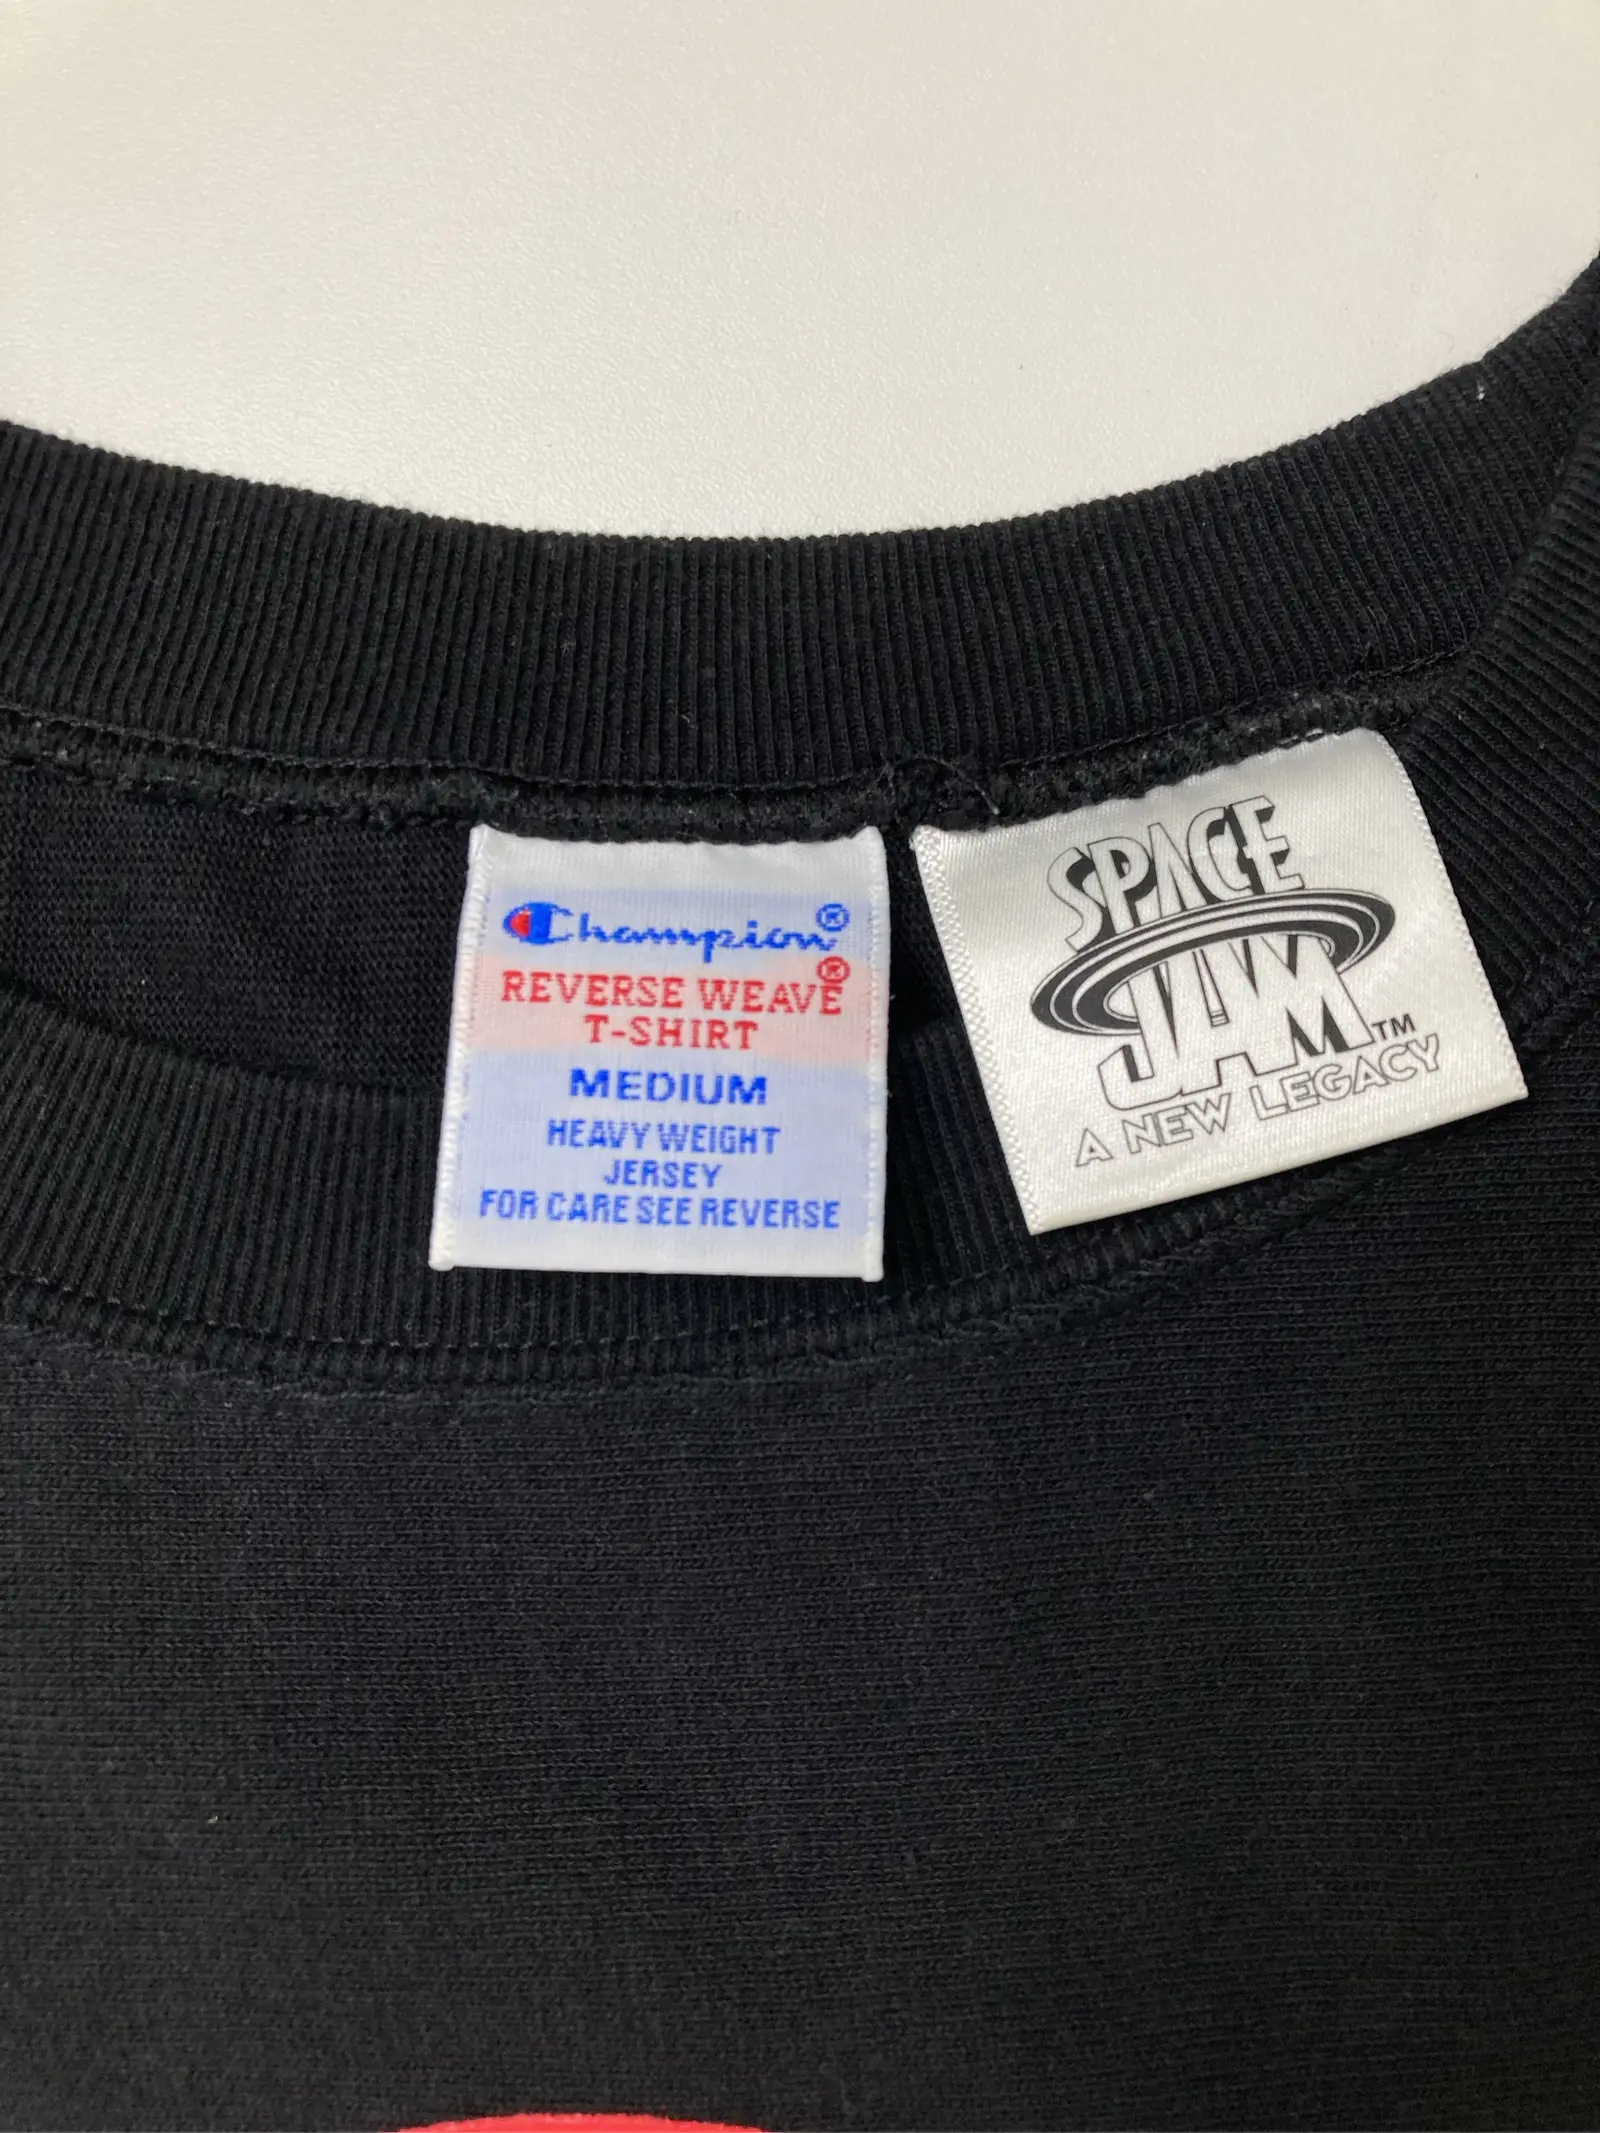 Champion®
REVERSE WEAVE®
T-SHIRT
MEDIUM
HEAVY WEIGHT
JERSEY
FOR CARE SEE REVERSE
SPACE
JAM™
A NEW LEGACY